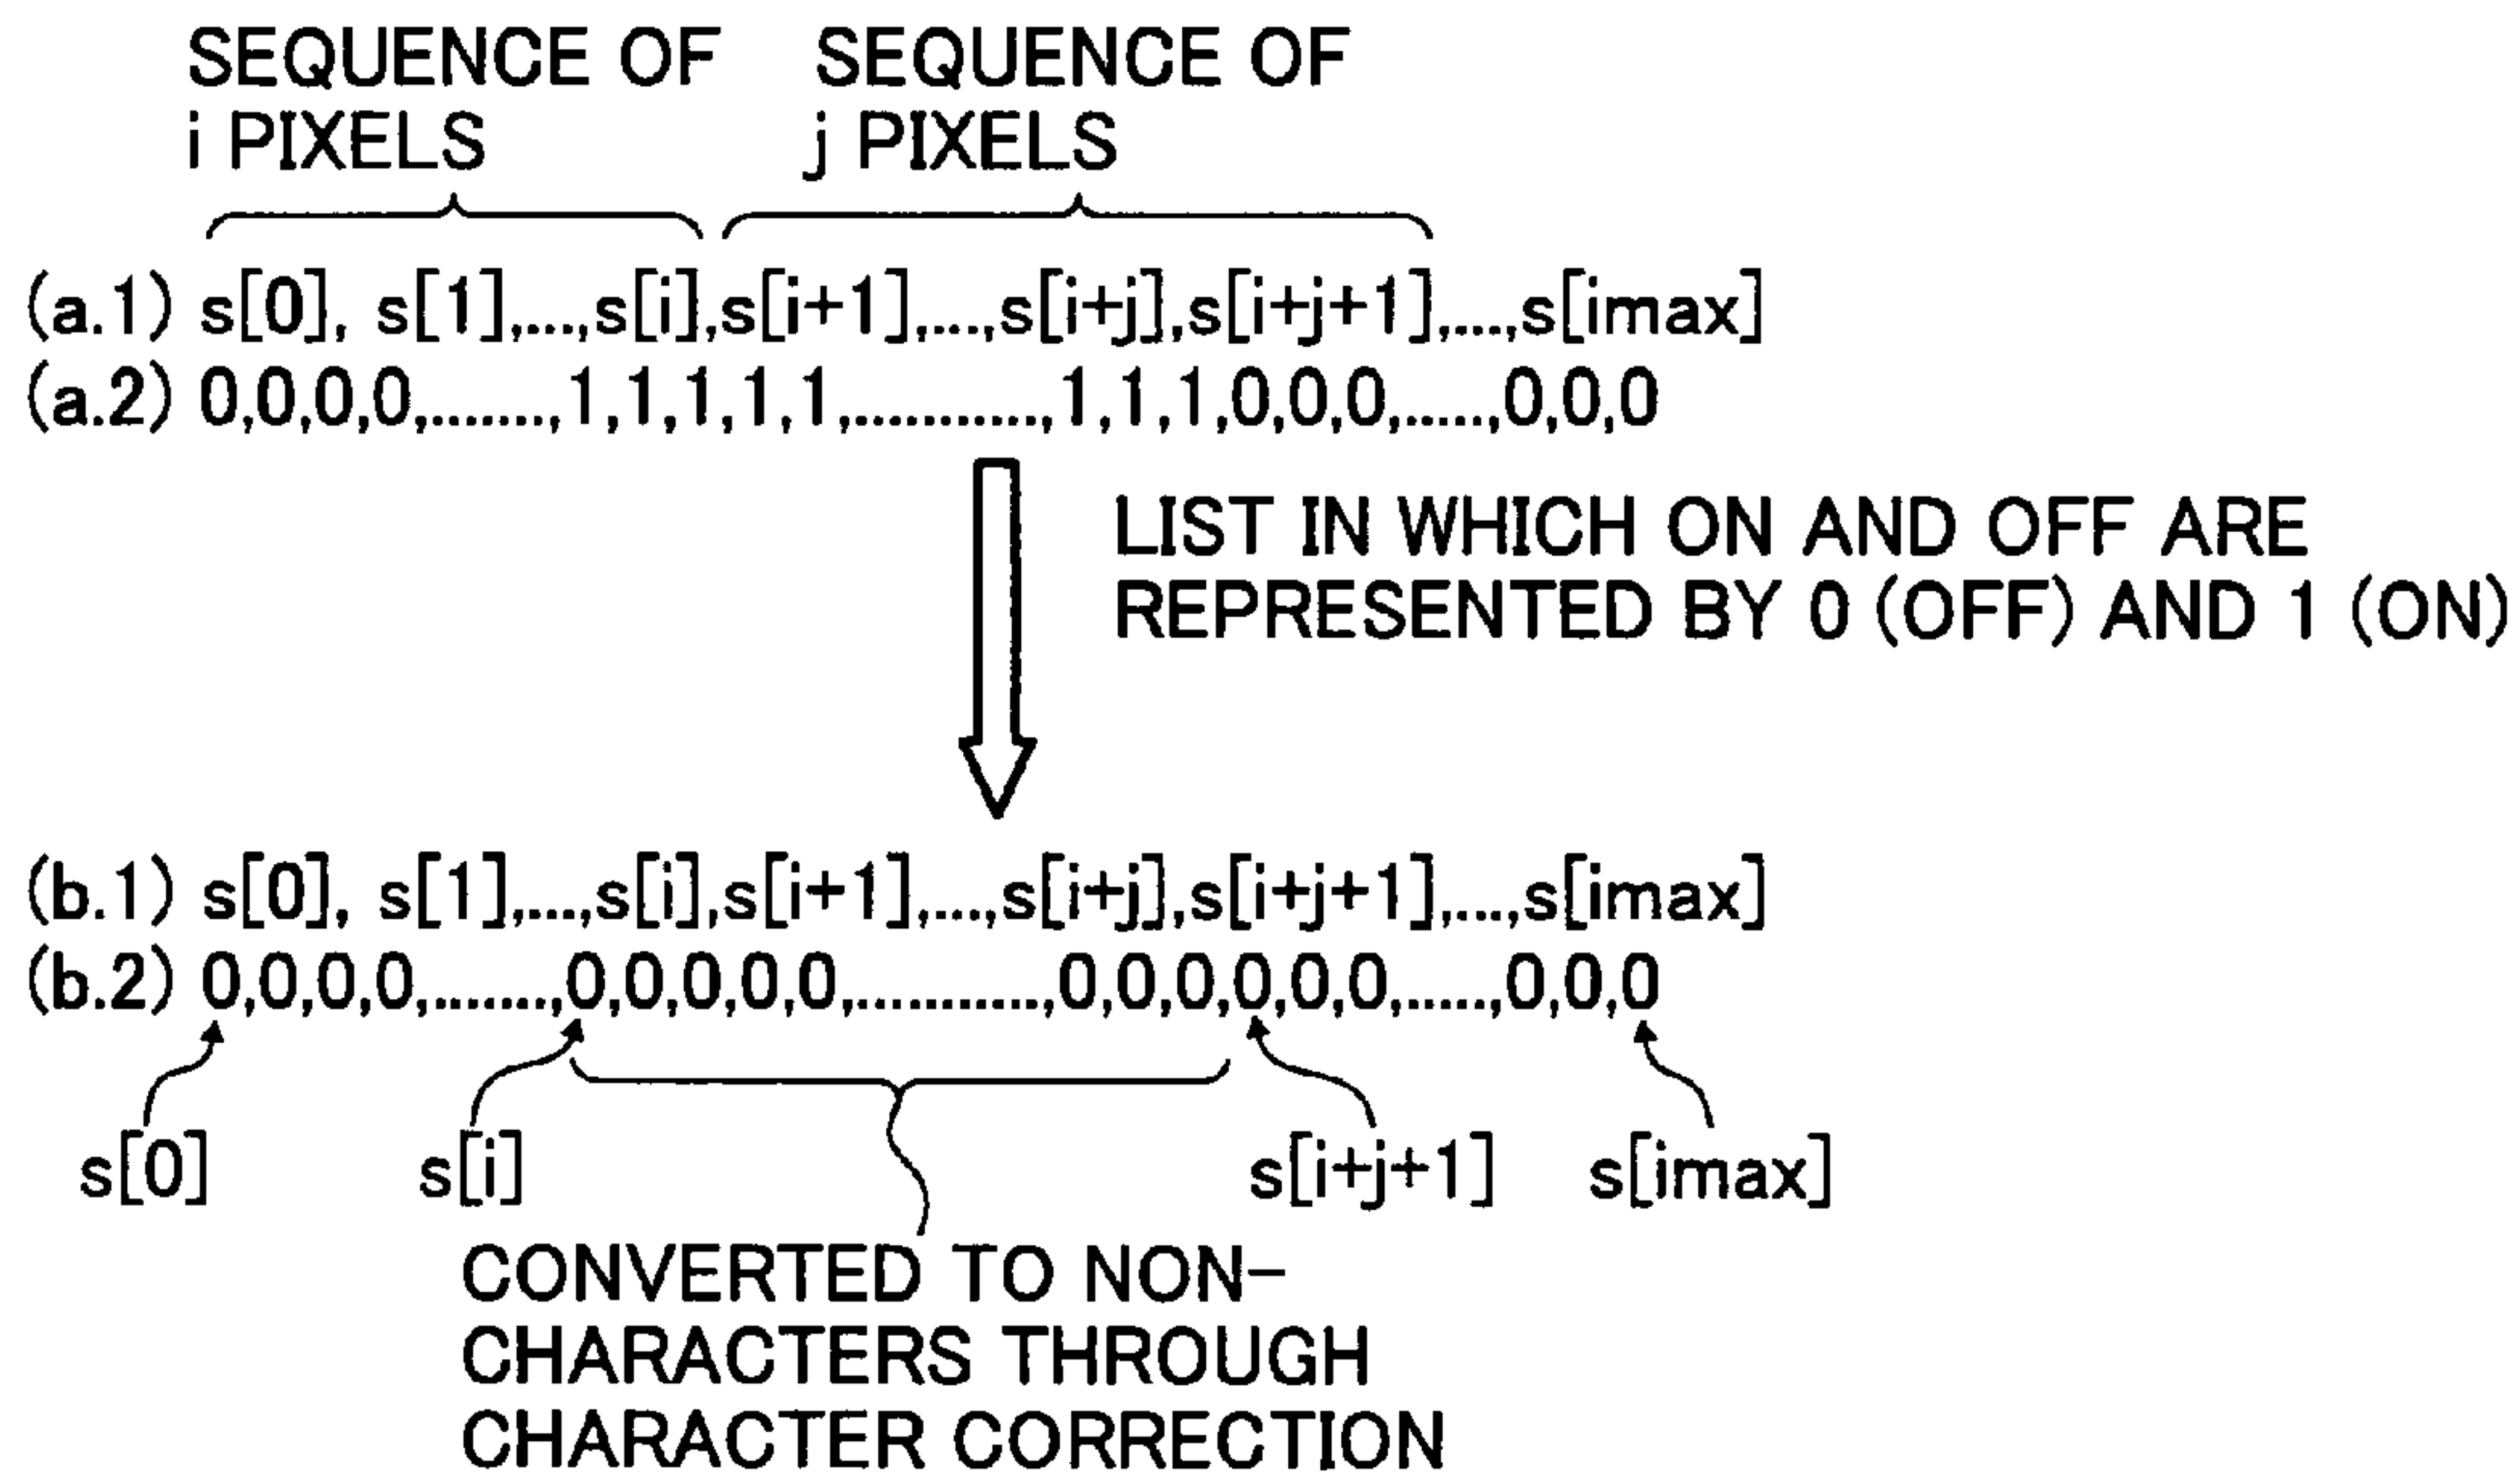 SEQUENCE OF SEQUENCE OF
i PIXELS j PIXELS
(a.1) s[0], s[1],....,s[i],s[i+1],....,s[i+j],s[i+j+1],....,s[imax]
(a.2) 0,0,0,0,........,1,1,1,1,1,.............,1,1,1,0,0,0,......,0,0,0
LIST IN WHICH ON AND OFF ARE
REPRESENTED BY 0 (OFF) AND 1 (ON)
(b.1) s[0], s[1],....,s[i],s[i+1],....,s[i+j],s[i+j+1],....,s[imax]
(b.2) 0,0,0,0,.........,0,0,0,0,0,.............,0,0,0,0,0,0,......,0,0,0
s[0] s[i] s[i+j+1] s[imax]
CONVERTED TO NON-
CHARACTERS THROUGH
CHARACTER CORRECTION